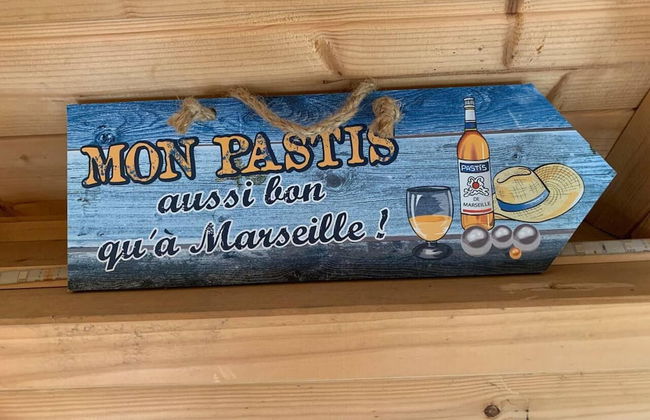 MON PASTIS
aussi bon
qu'à Marseille !
PASTIS
DE
MARSEILLE